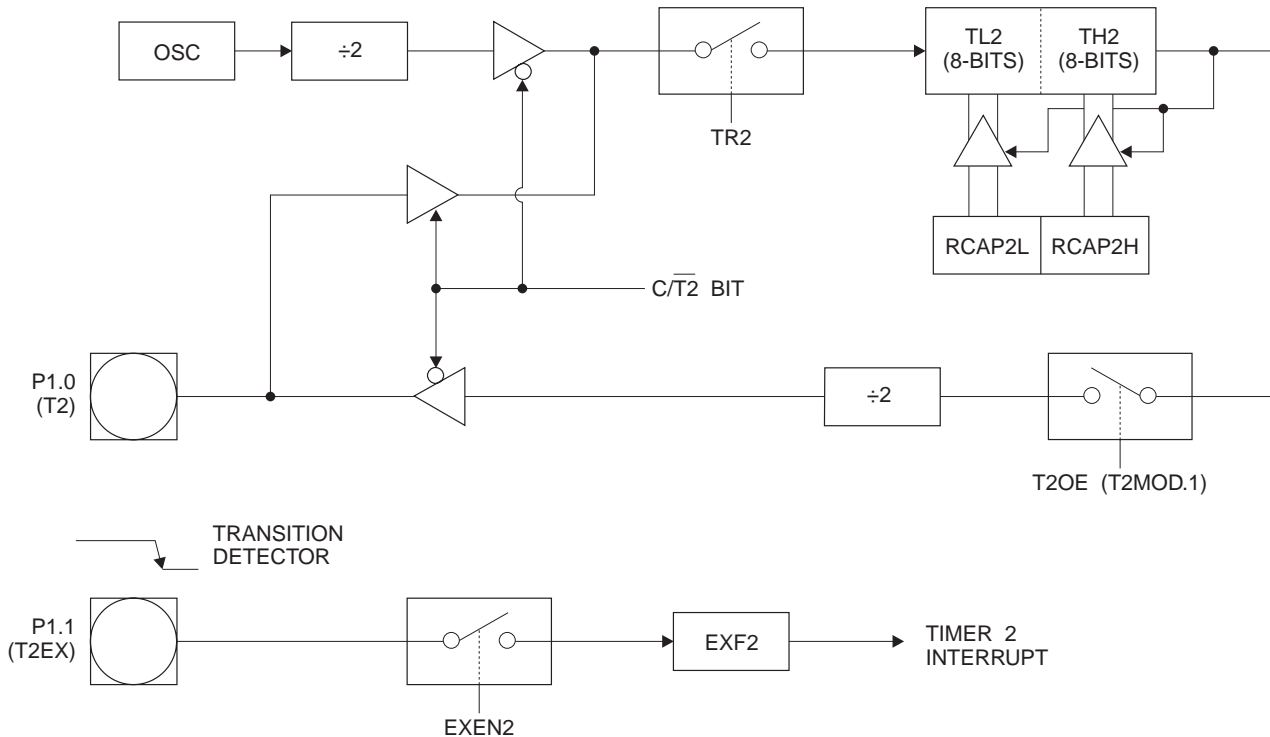 OSC
÷2
TR2
TL2
(8-BITS)
TH2
(8-BITS)
RCAP2L
RCAP2H
C/T2̅ BIT
P1.0
(T2)
÷2
T2OE (T2MOD.1)
TRANSITION
DETECTOR
P1.1
(T2EX)
EXEN2
EXF2
TIMER 2
INTERRUPT